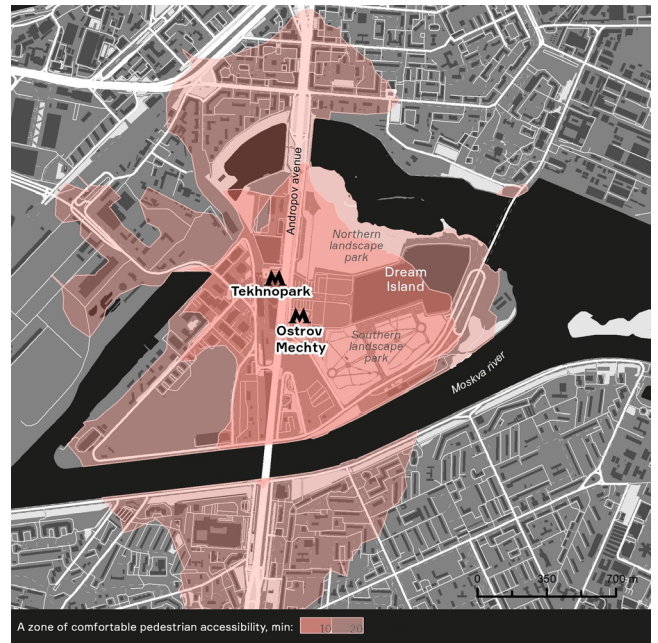 Andropov avenue
Northern
landscape
park
Dream
Island
Tekhnopark
Ostrov
Mechty
Southern
landscape
park
Moskva river
0 350 700 m
A zone of comfortable pedestrian accessibility, min: 10 20